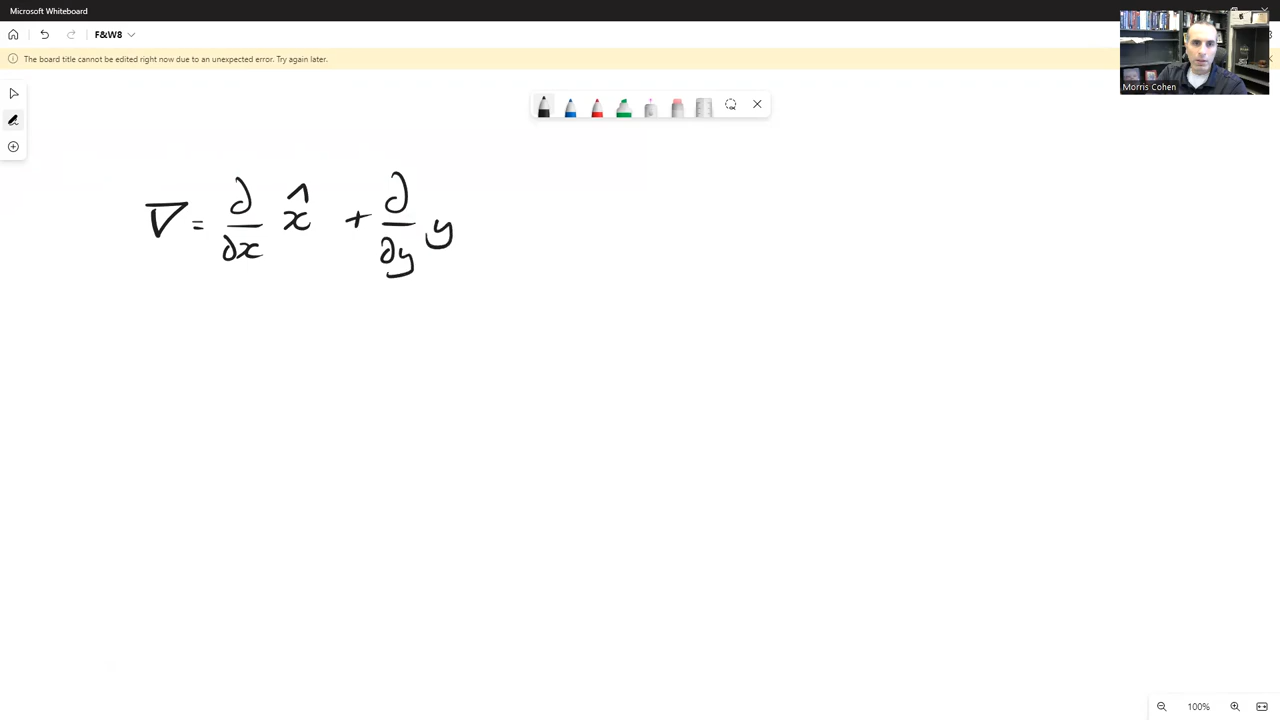 Microsoft Whiteboard
F&W8
The board title cannot be edited right now due to an unexpected error. Try again later.
Morris Cohen
∇ = ∂/∂x x̂ + ∂/∂y y
100%